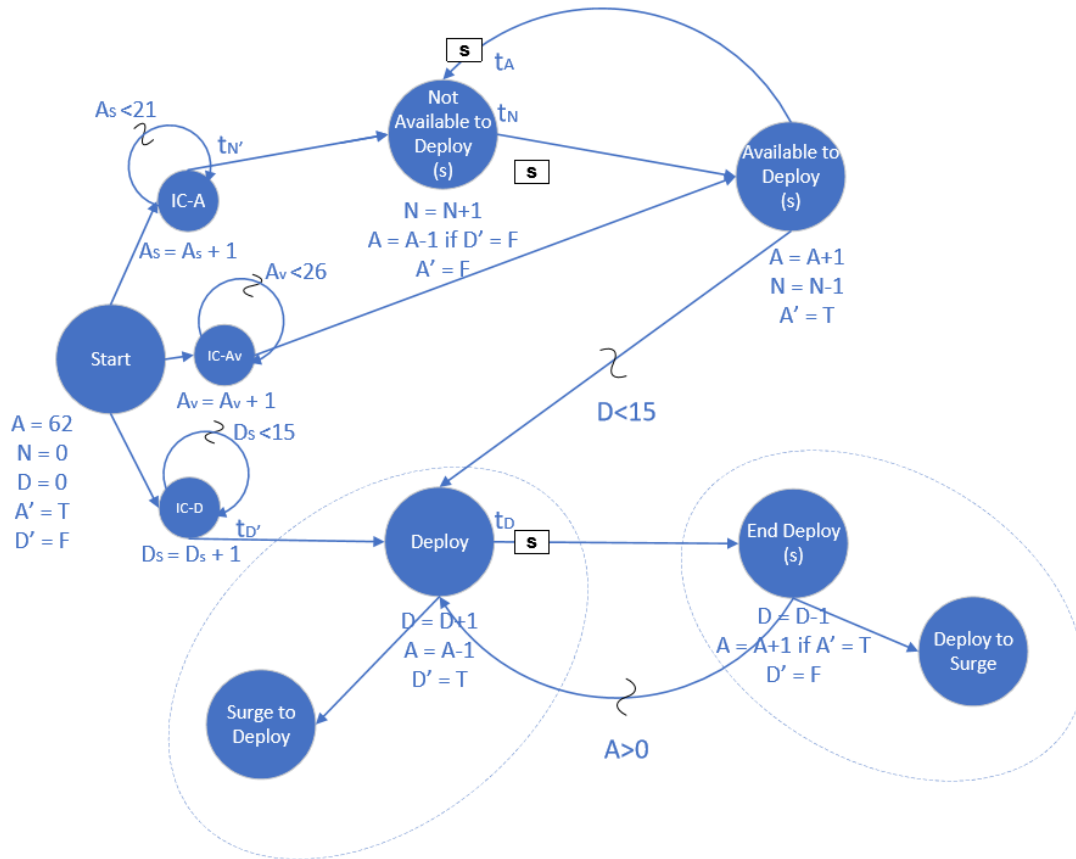 s
tA
Not
Available to
Deploy
(s)
tN
As <21
tN'
Available to
Deploy
(s)
s
IC-A
N = N+1
A = A-1 if D' = F
A' = F
As = As + 1
A = A+1
N = N-1
A' = T
Av <26
Start
IC-Av
Av = Av + 1
D<15
A = 62
N = 0
D = 0
A' = T
D' = F
Ds <15
IC-D
tD'
Ds = Ds + 1
Deploy
tD
s
End Deploy
(s)
D = D+1
A = A-1
D' = T
D = D-1
A = A+1 if A' = T
D' = F
Deploy to
Surge
Surge to
Deploy
A>0